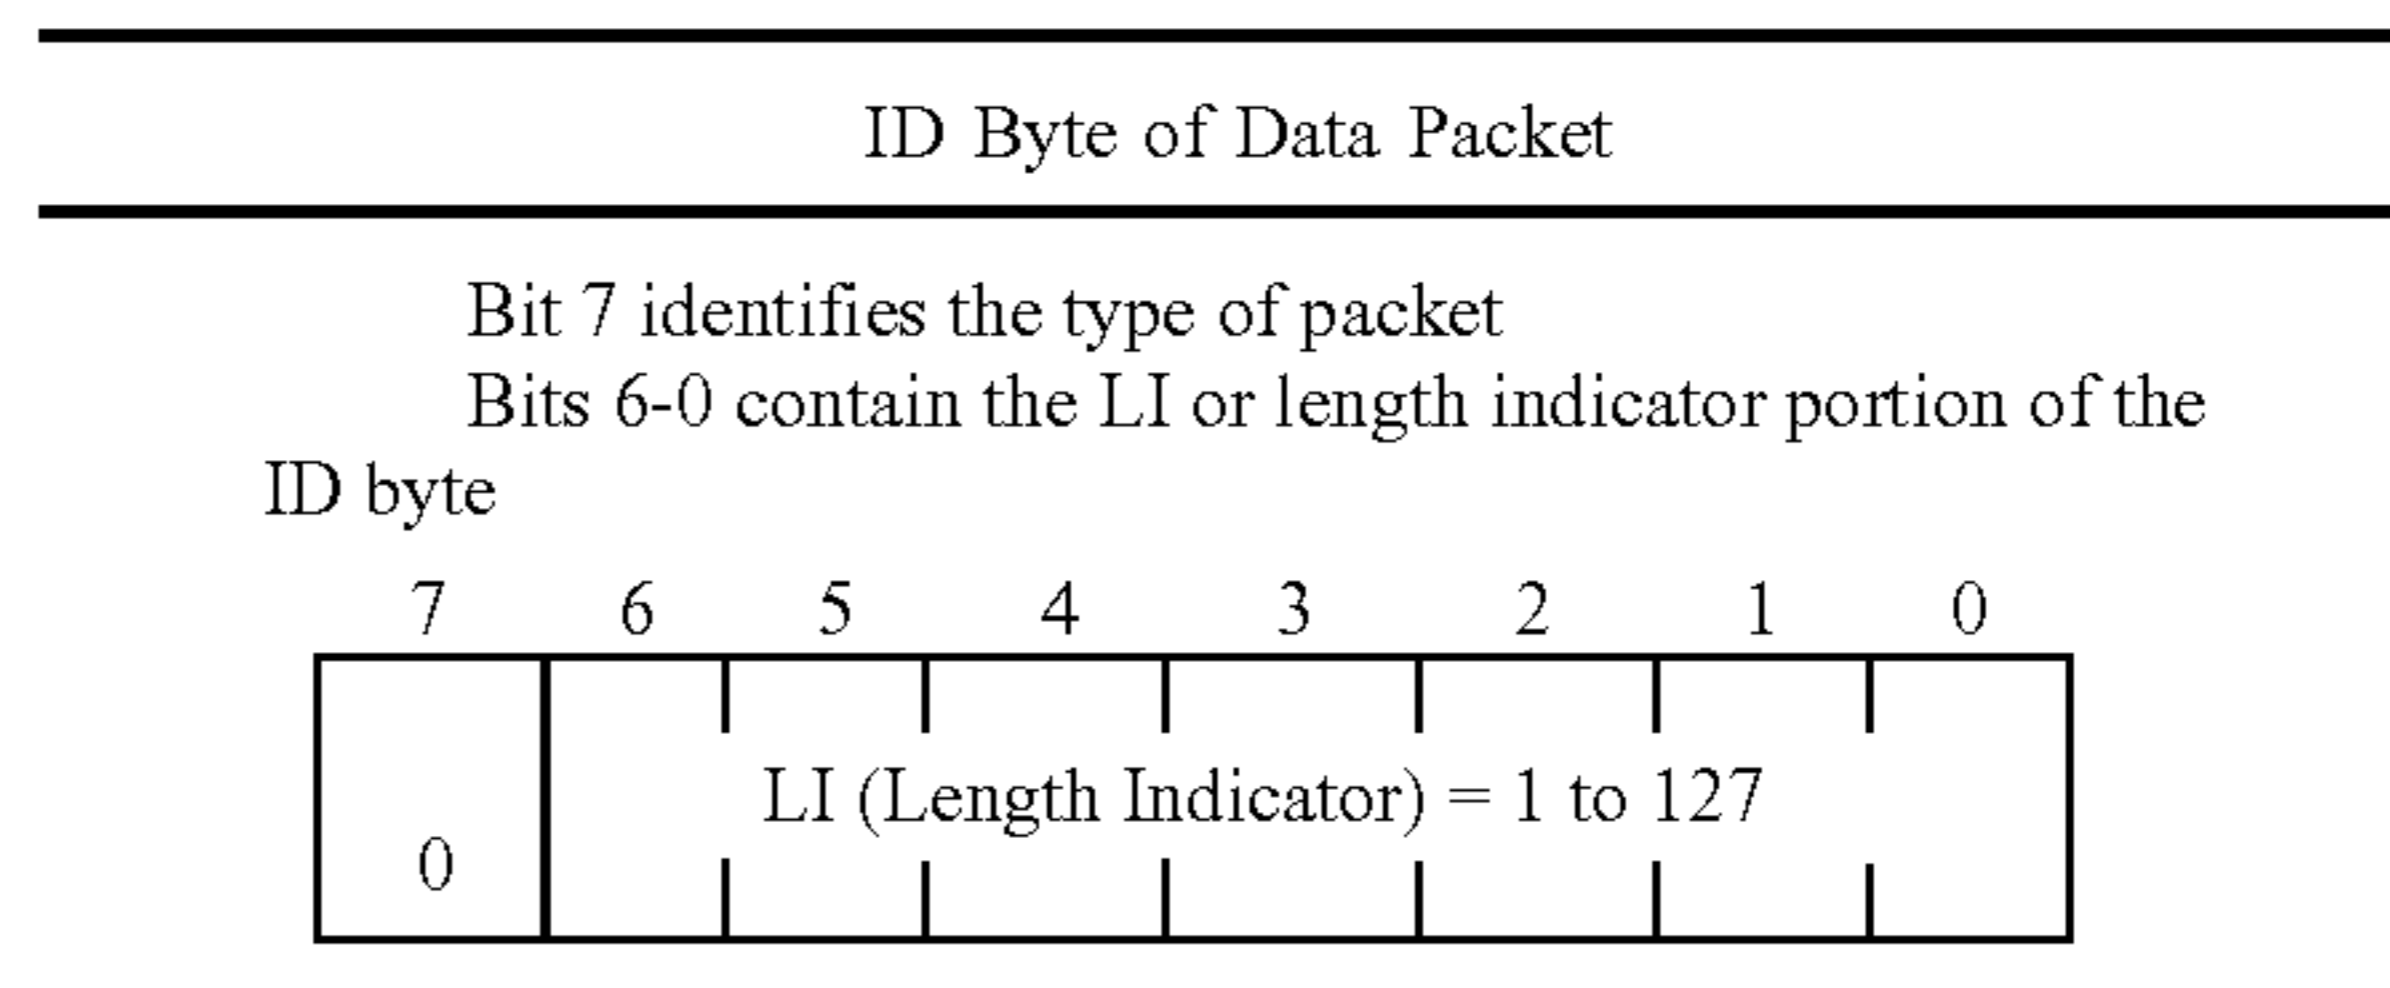 ID Byte of Data Packet
Bit 7 identifies the type of packet
Bits 6-0 contain the LI or length indicator portion of the
ID byte
7 6 5 4 3 2 1 0
LI (Length Indicator) = 1 to 127
0